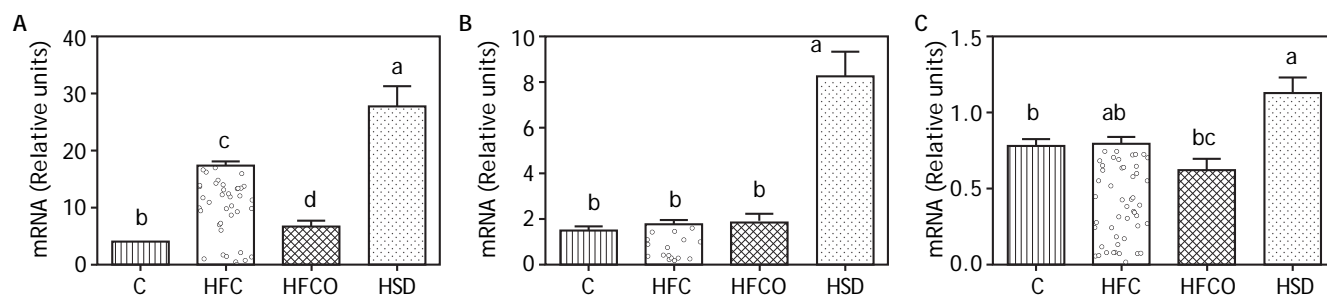 A
mRNA (Relative units)
40
30
20
10
0
b
c
d
a
C HFC HFCO HSD
B
mRNA (Relative units)
10
8
6
4
2
0
b
b
b
a
C HFC HFCO HSD
C
mRNA (Relative units)
1.5
1.0
0.5
0.0
b
ab
bc
a
C HFC HFCO HSD